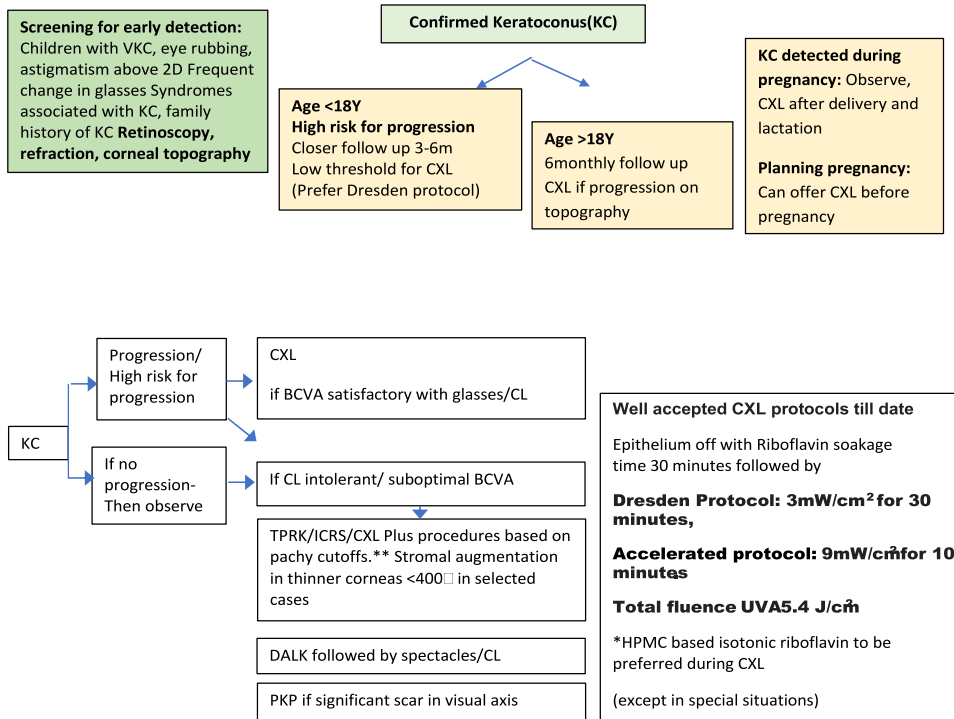 Screening for early detection:
Children with VKC, eye rubbing,
astigmatism above 2D Frequent
change in glasses Syndromes
associated with KC, family
history of KC Retinoscopy,
refraction, corneal topography
Confirmed Keratoconus(KC)
Age <18Y
High risk for progression
Closer follow up 3-6m
Low threshold for CXL
(Prefer Dresden protocol)
Age >18Y
6monthly follow up
CXL if progression on
topography
KC detected during
pregnancy: Observe,
CXL after delivery and
lactation
Planning pregnancy:
Can offer CXL before
pregnancy
KC
Progression/
High risk for
progression
If no
progression-
Then observe
CXL
if BCVA satisfactory with glasses/CL
If CL intolerant/ suboptimal BCVA
TPRK/ICRS/CXL Plus procedures based on
pachy cutoffs.** Stromal augmentation
in thinner corneas <400□ in selected
cases
DALK followed by spectacles/CL
PKP if significant scar in visual axis
Well accepted CXL protocols till date
Epithelium off with Riboflavin soakage
time 30 minutes followed by
Dresden Protocol: 3mW/cm² for 30
minutes,
Accelerated protocol: 9mW/cm² for 10
minutes.
Total fluence UVA5.4 J/cm²
*HPMC based isotonic riboflavin to be
preferred during CXL
(except in special situations)